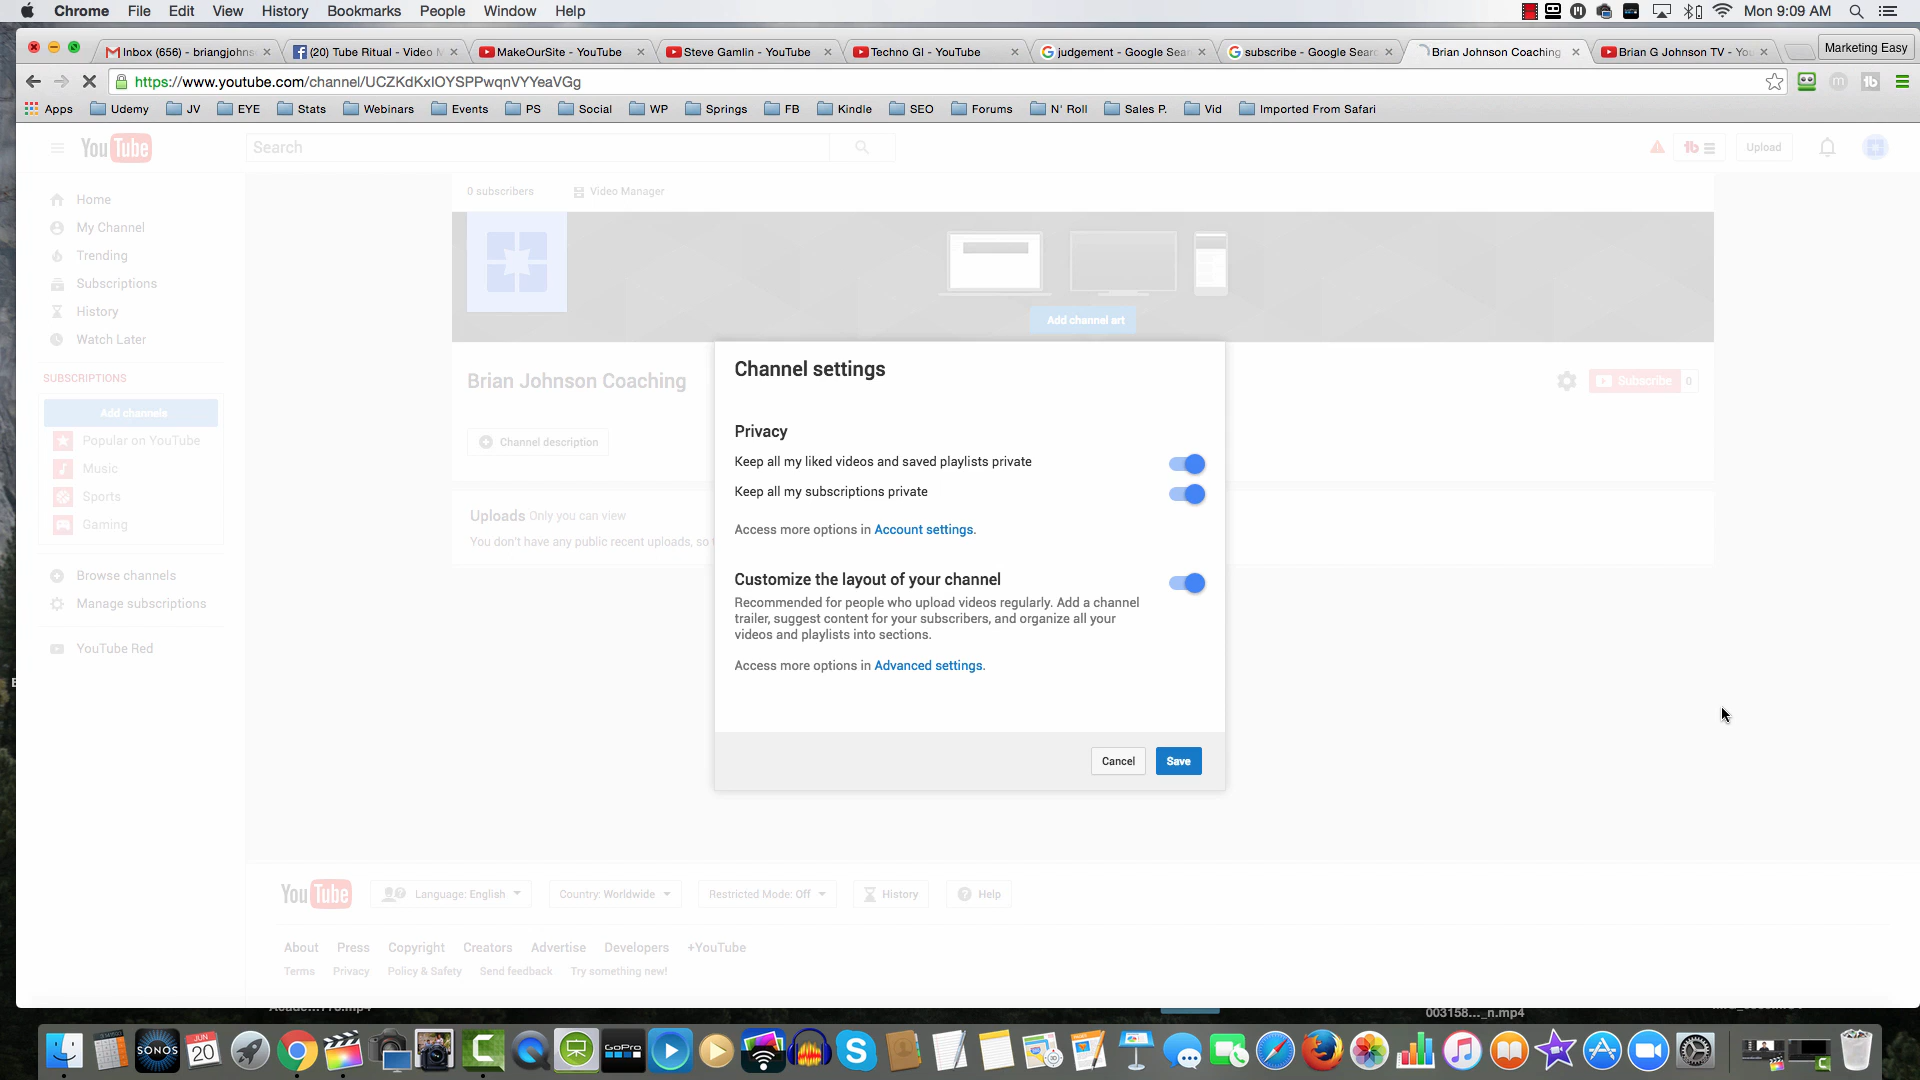 Chrome File Edit View History Bookmarks People Window Help Mon 9:09 AM
Inbox (656) - briangjohns
(20) Tube Ritual - Video M
MakeOurSite - YouTube
Steve Gamlin - YouTube
Techno GI - YouTube
judgement - Google Sear
subscribe - Google Searc
Brian Johnson Coaching
Brian G Johnson TV - You
Marketing Easy
https://www.youtube.com/channel/UCZKdKxIOYSPPwqnVYYeaVGg
Apps Udemy JV EYE Stats Webinars Events PS Social WP Springs FB Kindle SEO Forums N' Roll Sales P. Vid Imported From Safari
YouTube
Search
Upload
Home
My Channel
Trending
Subscriptions
History
Watch Later
SUBSCRIPTIONS
Add channels
Popular on YouTube
Music
Sports
Gaming
Browse channels
Manage subscriptions
YouTube Red
0 subscribers Video Manager
Add channel art
Brian Johnson Coaching
Subscribe 0
Channel description
Uploads Only you can view
You don't have any public recent uploads, so
Channel settings
Privacy
Keep all my liked videos and saved playlists private
Keep all my subscriptions private
Access more options in Account settings.
Customize the layout of your channel
Recommended for people who upload videos regularly. Add a channel
trailer, suggest content for your subscribers, and organize all your
videos and playlists into sections.
Access more options in Advanced settings.
Cancel Save
YouTube Language: English Country: Worldwide Restricted Mode: Off History Help
About Press Copyright Creators Advertise Developers +YouTube
Terms Privacy Policy & Safety Send feedback Try something new!
003158..._n.mp4
SONOS
JUN
20
GoPro